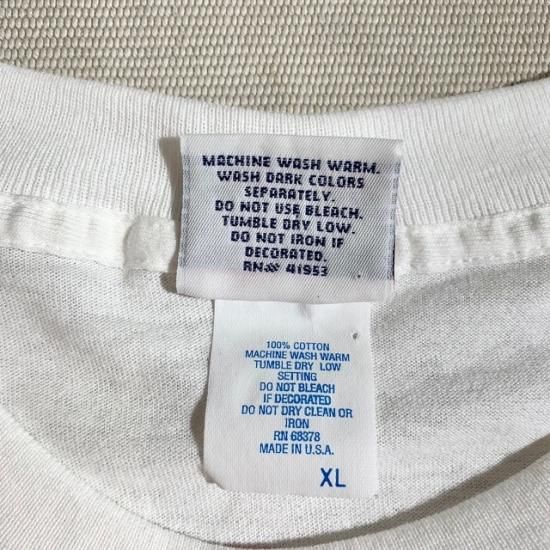 MACHINE WASH WARM.
WASH DARK COLORS
SEPARATELY.
DO NOT USE BLEACH.
TUMBLE DRY LOW.
DO NOT IRON IF
DECORATED.
RN# 41953
100% COTTON
MACHINE WASH WARM
TUMBLE DRY LOW
SETTING
DO NOT BLEACH
IF DECORATED
DO NOT DRY CLEAN OR
IRON
RN 68378
MADE IN U.S.A.
XL